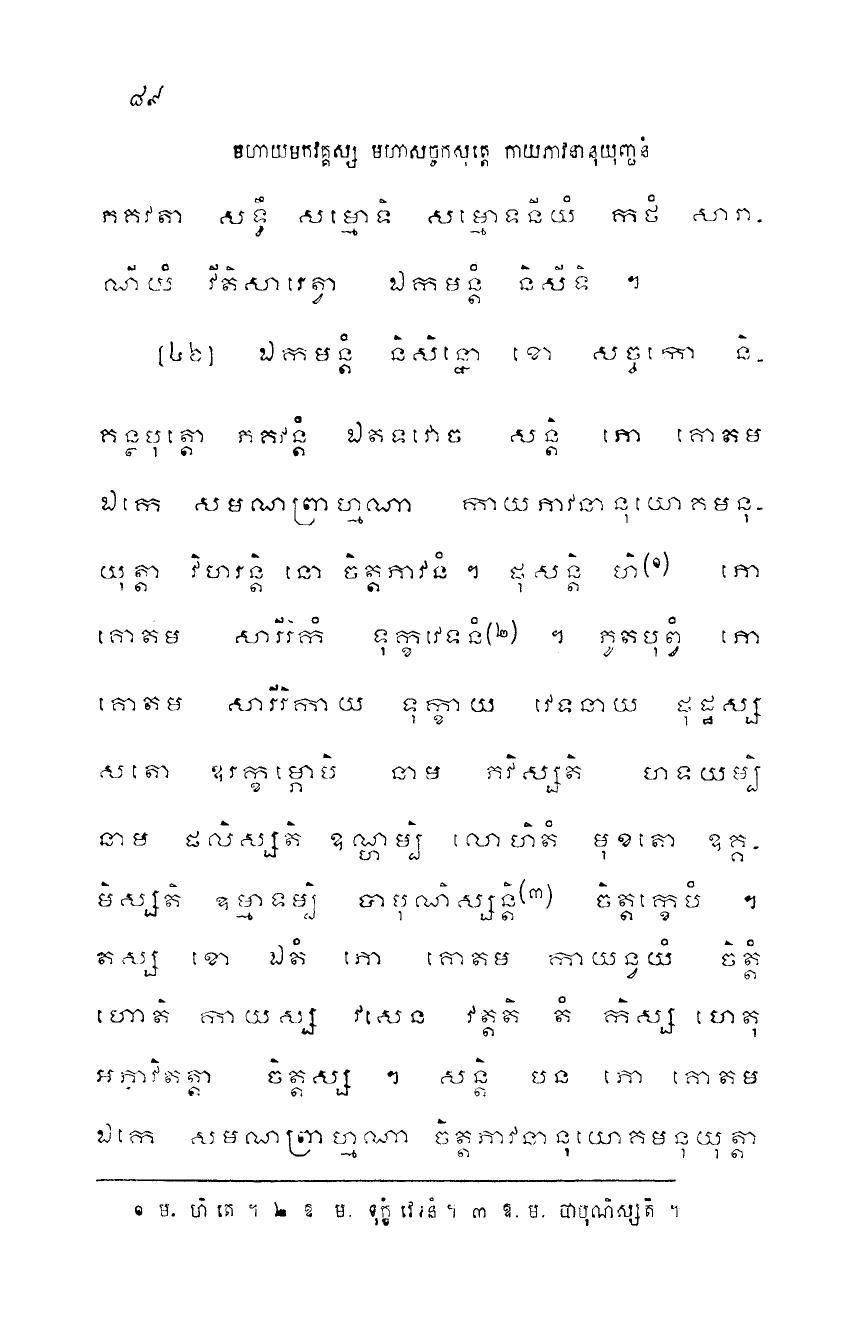 ៨៩
មហាយមកវគ្គស្ស មហាសច្ចកសុត្តេ កាយភាវនានុយុញ្ជនំ
ភគវតា សទ្ធឹ សម្មោទិ សម្មោទនីយំ កថំ សារា-
ណីយំ វីតិសារេត្វា ឯកមន្តំ និសីទិ ។
[៤៦] ឯកមន្តំ និសិន្នោ ខោ សច្ចកោ និ-
គន្ថបុត្តោ ភគវន្តំ ឯតទវោច សន្តិ ភោ គោតម
ឯកេ សមណព្រាហ្មណា កាយភាវនានុយោគមនុ-
យុត្តា វិហរន្តិ នោ ចិត្តភាវនំ ។ ផុសន្តិ ហិ(១) ភោ
គោតម សារីរិកំ ទុក្ខវេទនំ(២) ។ ភូតបុព្វំ ភោ
គោតម សារីរិកាយ ទុក្ខាយ វេទនាយ ផុដ្ឋស្ស
សតោ ឧរក្ខម្ភោបិ នាម ភវិស្សតិ ហទយម្បិ
នាម ផលិស្សតិ ឧណ្ហម្បិ លោហិតំ មុខតោ ឧគ្គ-
មិស្សតិ ឧម្មាទម្បិ បាបុណិស្សន្តិ(៣) ចិត្តក្ខេបំ ។
តស្ស ខោ ឯតំ ភោ គោតម កាយន្វយំ ចិត្តំ
ហោតិ កាយស្ស វសេន វត្តតិ តំ កិស្ស ហេតុ
អភាវិតត្តា ចិត្តស្ស ។ សន្តិ បន ភោ គោតម
ឯកេ សមណព្រាហ្មណា ចិត្តភាវនានុយោគមនុយុត្តា
១ ម. ហិ តេ ។ ២ ឱ ម. ទុក្ខំ វេទនំ ។ ៣ ឱ. ម. បាបុណិស្សតិ ។